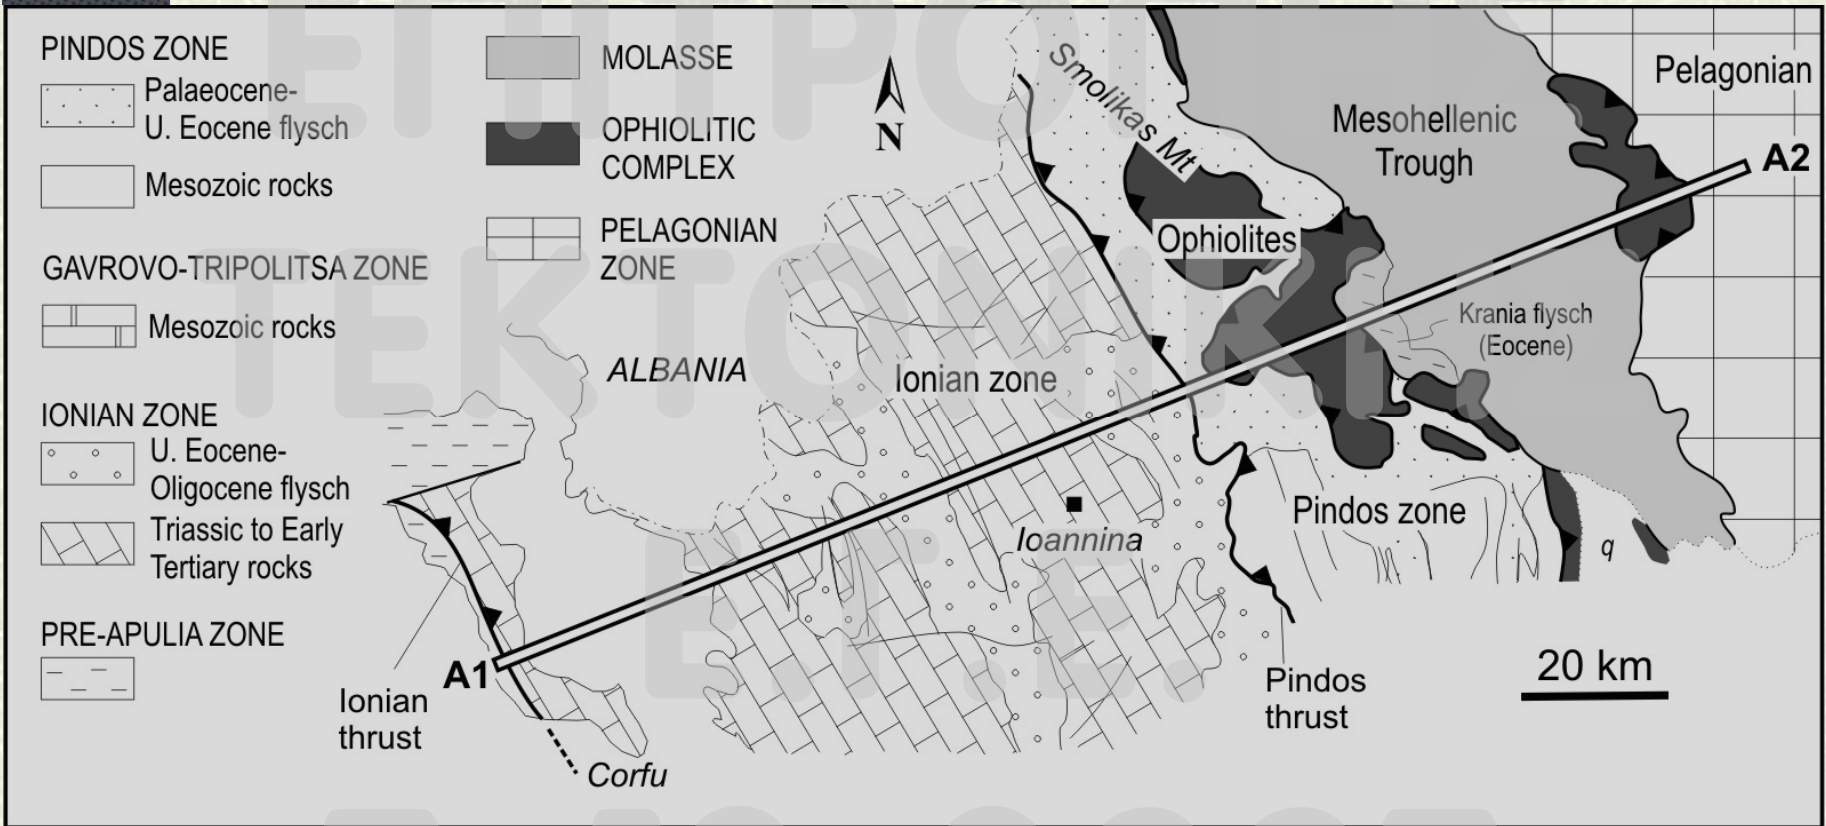 PINDOS ZONE
Palaeocene-
U. Eocene flysch
Mesozoic rocks
GAVROVO-TRIPOLITSA ZONE
Mesozoic rocks
IONIAN ZONE
U. Eocene-
Oligocene flysch
Triassic to Early
Tertiary rocks
PRE-APULIA ZONE
MOLASSE
OPHIOLITIC
COMPLEX
PELAGONIAN
ZONE
N
Smolikas Mt
Ophiolites
Mesohellenic
Trough
Pelagonian
A2
Krania flysch
(Eocene)
ALBANIA
Ionian zone
Ioannina
Pindos zone
q
A1
Ionian
thrust
Corfu
Pindos
thrust
20 km